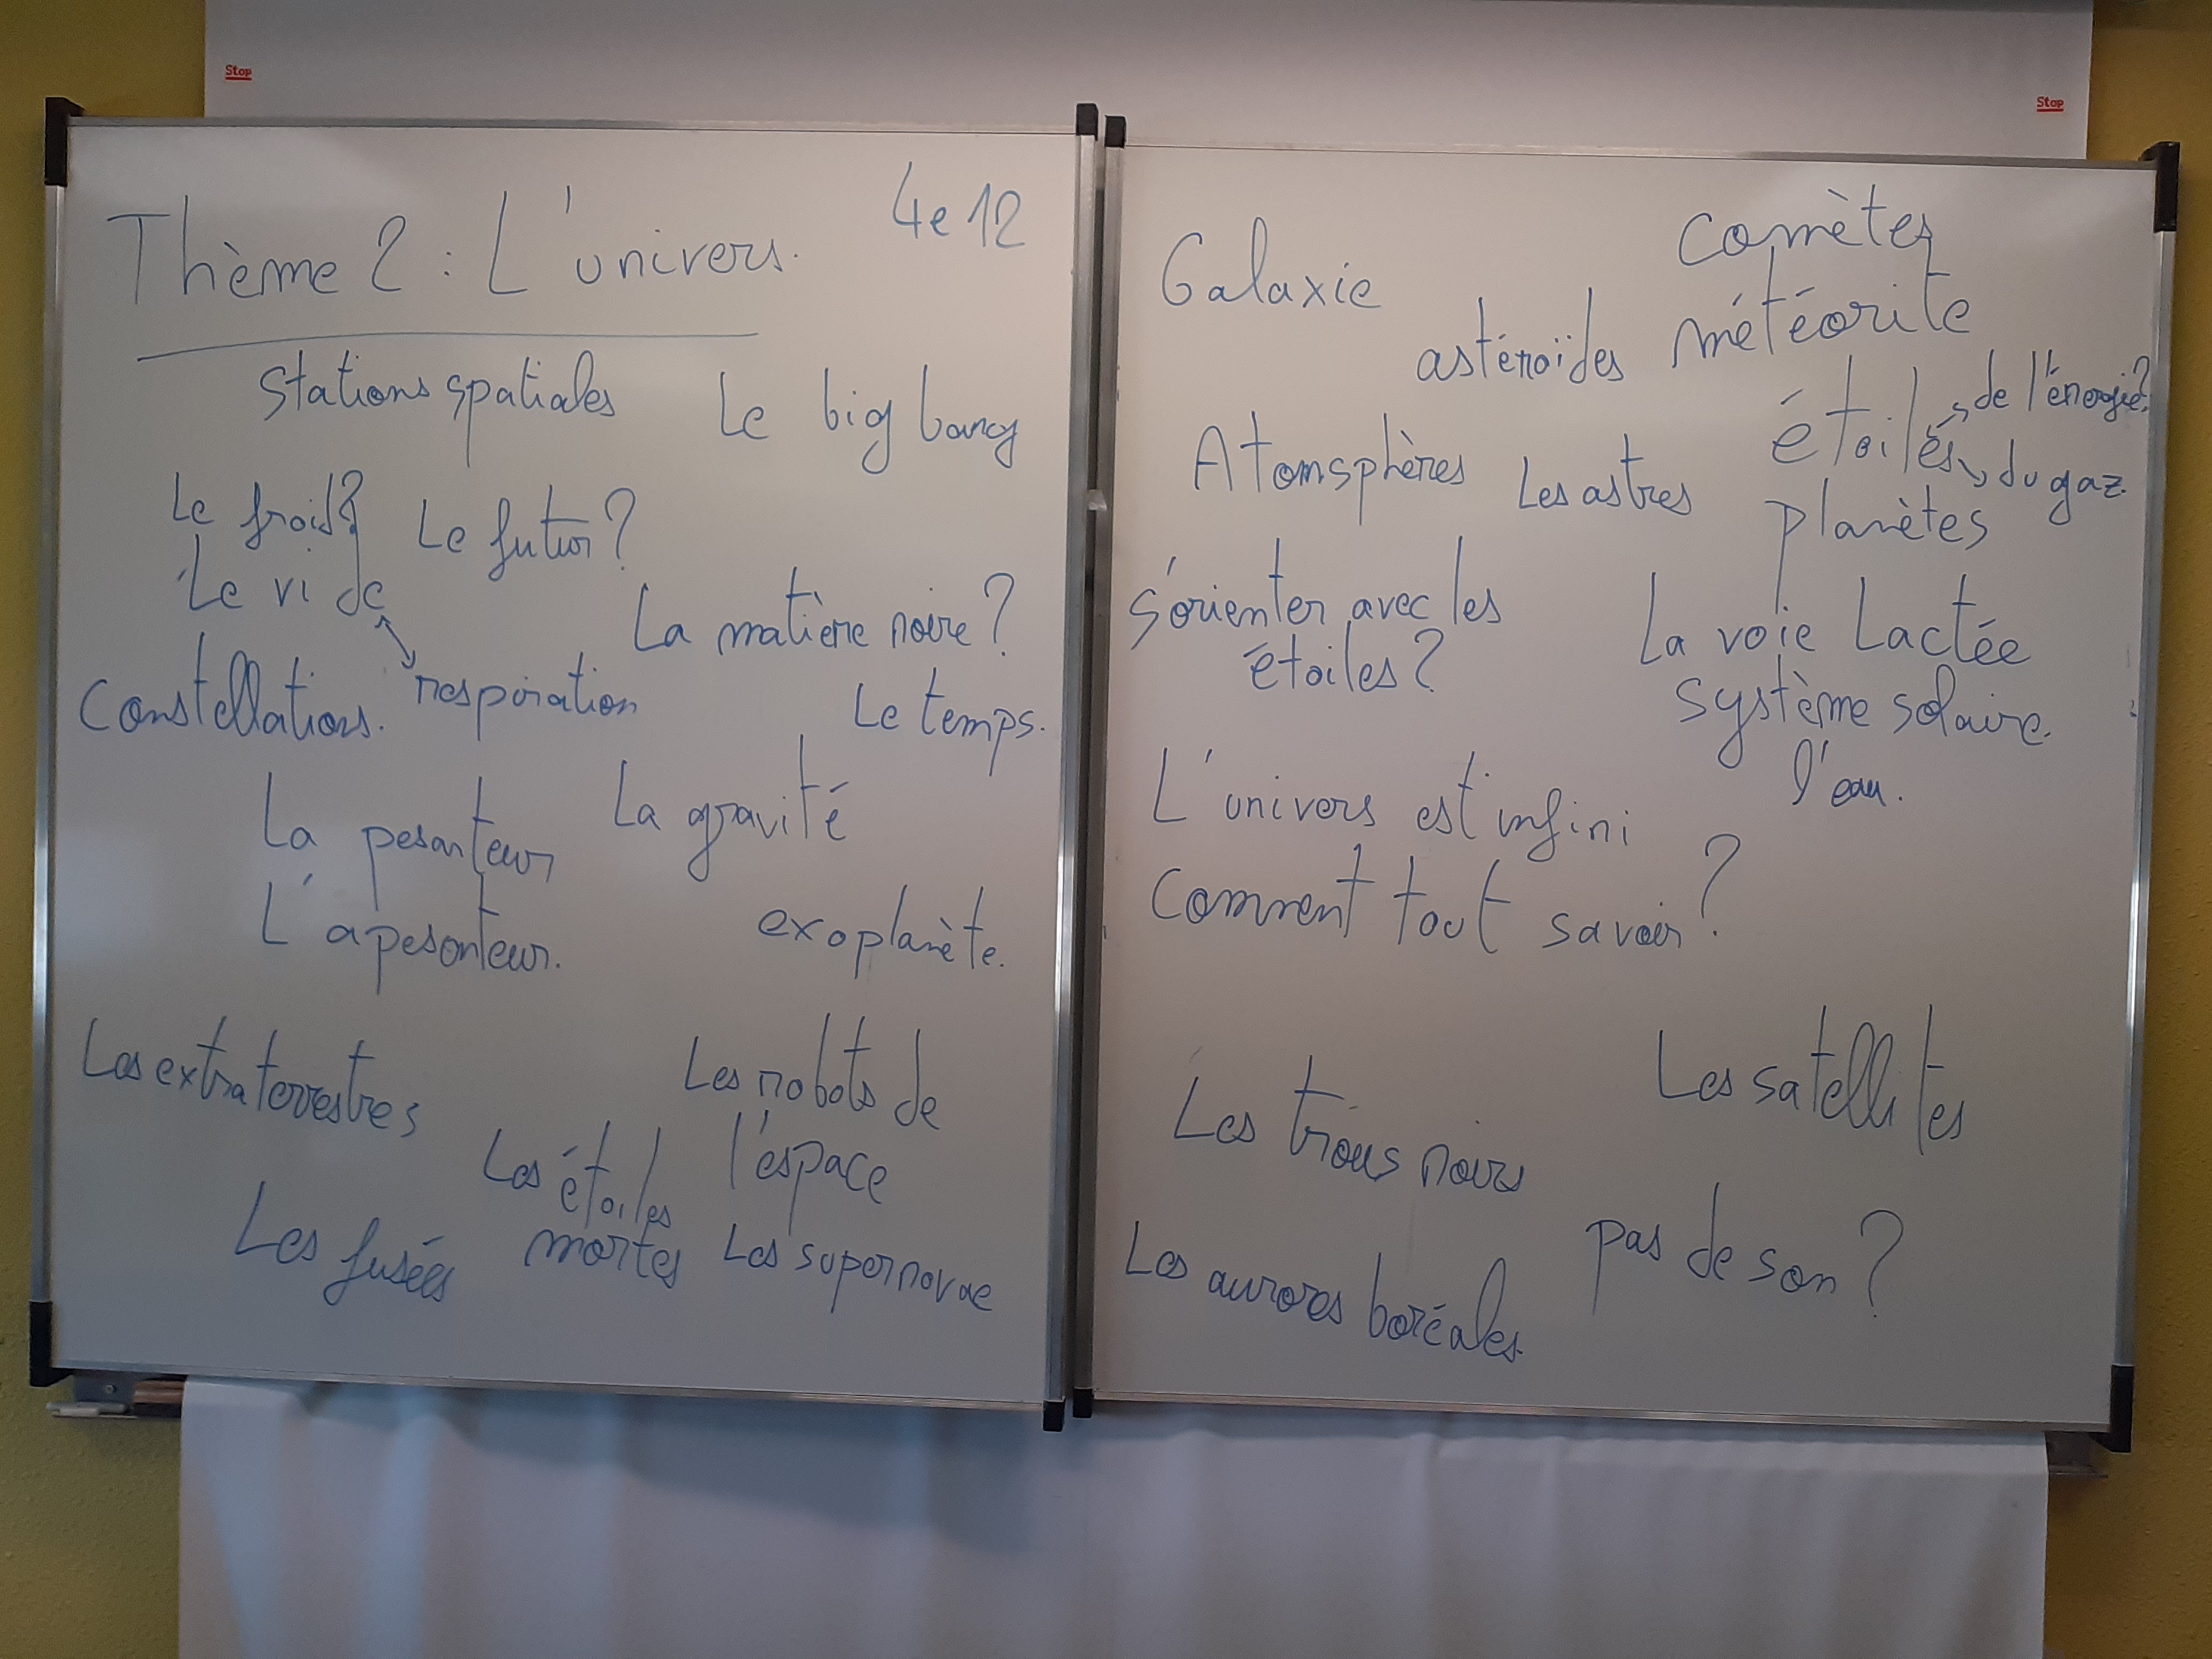 Stop
Stop
4e12
Thème 2 : L'univers.
Stations spatiales
Le big bang
Le froid?
Le futur?
Le vide
La matière noire?
Constellations.
respiration
Le temps.
La pesanteur
La gravité
L'apesanteur.
exoplanète.
Les extraterrestres
Les robots de
l'espace
Les étoiles
mortes
Les fusées
Les supernovae
Galaxie
comètes
astéroïdes
météorite
étoiles
de l'énergie?
du gaz.
Atomsphères
Les astres
planètes
s'orienter avec les
étoiles?
La voie Lactée
système solaire.
l'eau.
L'univers est infini
Comment tout savoir?
Les satellites
Les trous noirs
pas de son?
Les aurores boréales.